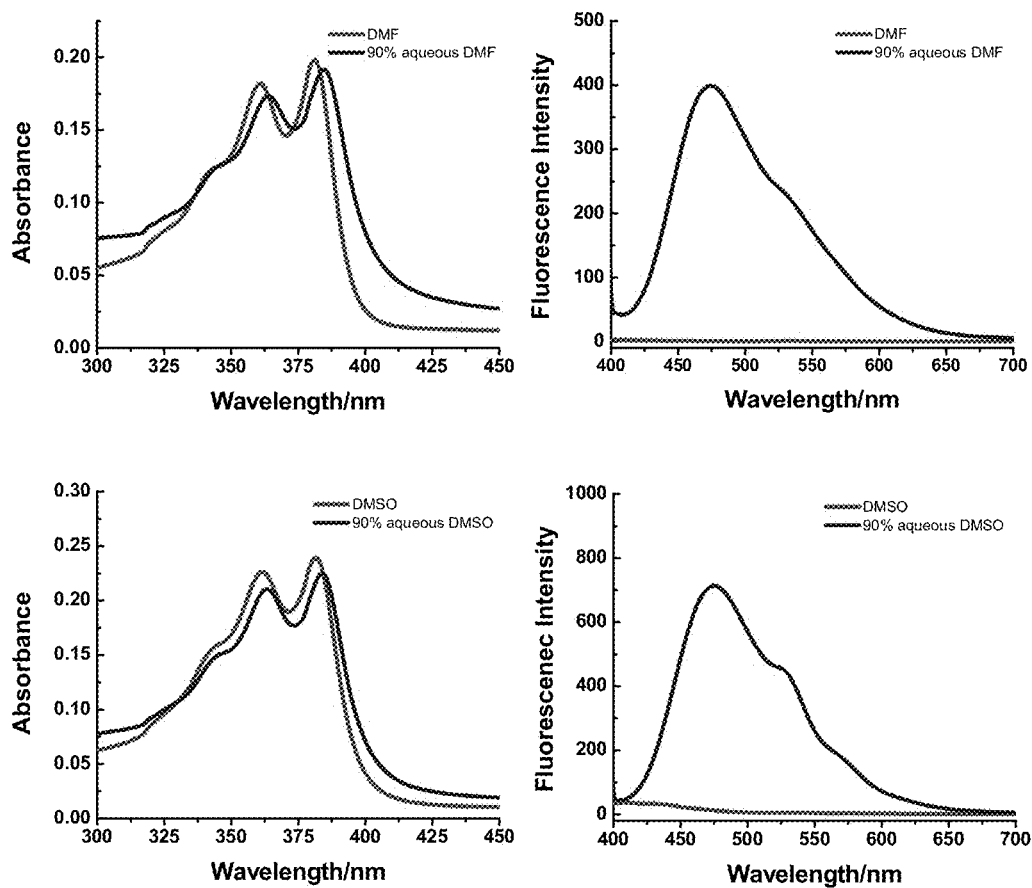 DMF
90% aqueous DMF
0.20
0.15
0.10
0.05
0.00
Absorbance
300 325 350 375 400 425 450
Wavelength/nm
DMF
90% aqueous DMF
500
400
300
200
100
0
Fluorescence Intensity
400 450 500 550 600 650 700
Wavelength/nm
DMSO
90% aqueous DMSO
0.30
0.25
0.20
0.15
0.10
0.05
0.00
Absorbance
300 325 350 375 400 425 450
Wavelength/nm
DMSO
90% aqueous DMSO
1000
800
600
400
200
0
Fluorescenec Intensity
400 450 500 550 600 650 700
Wavelength/nm